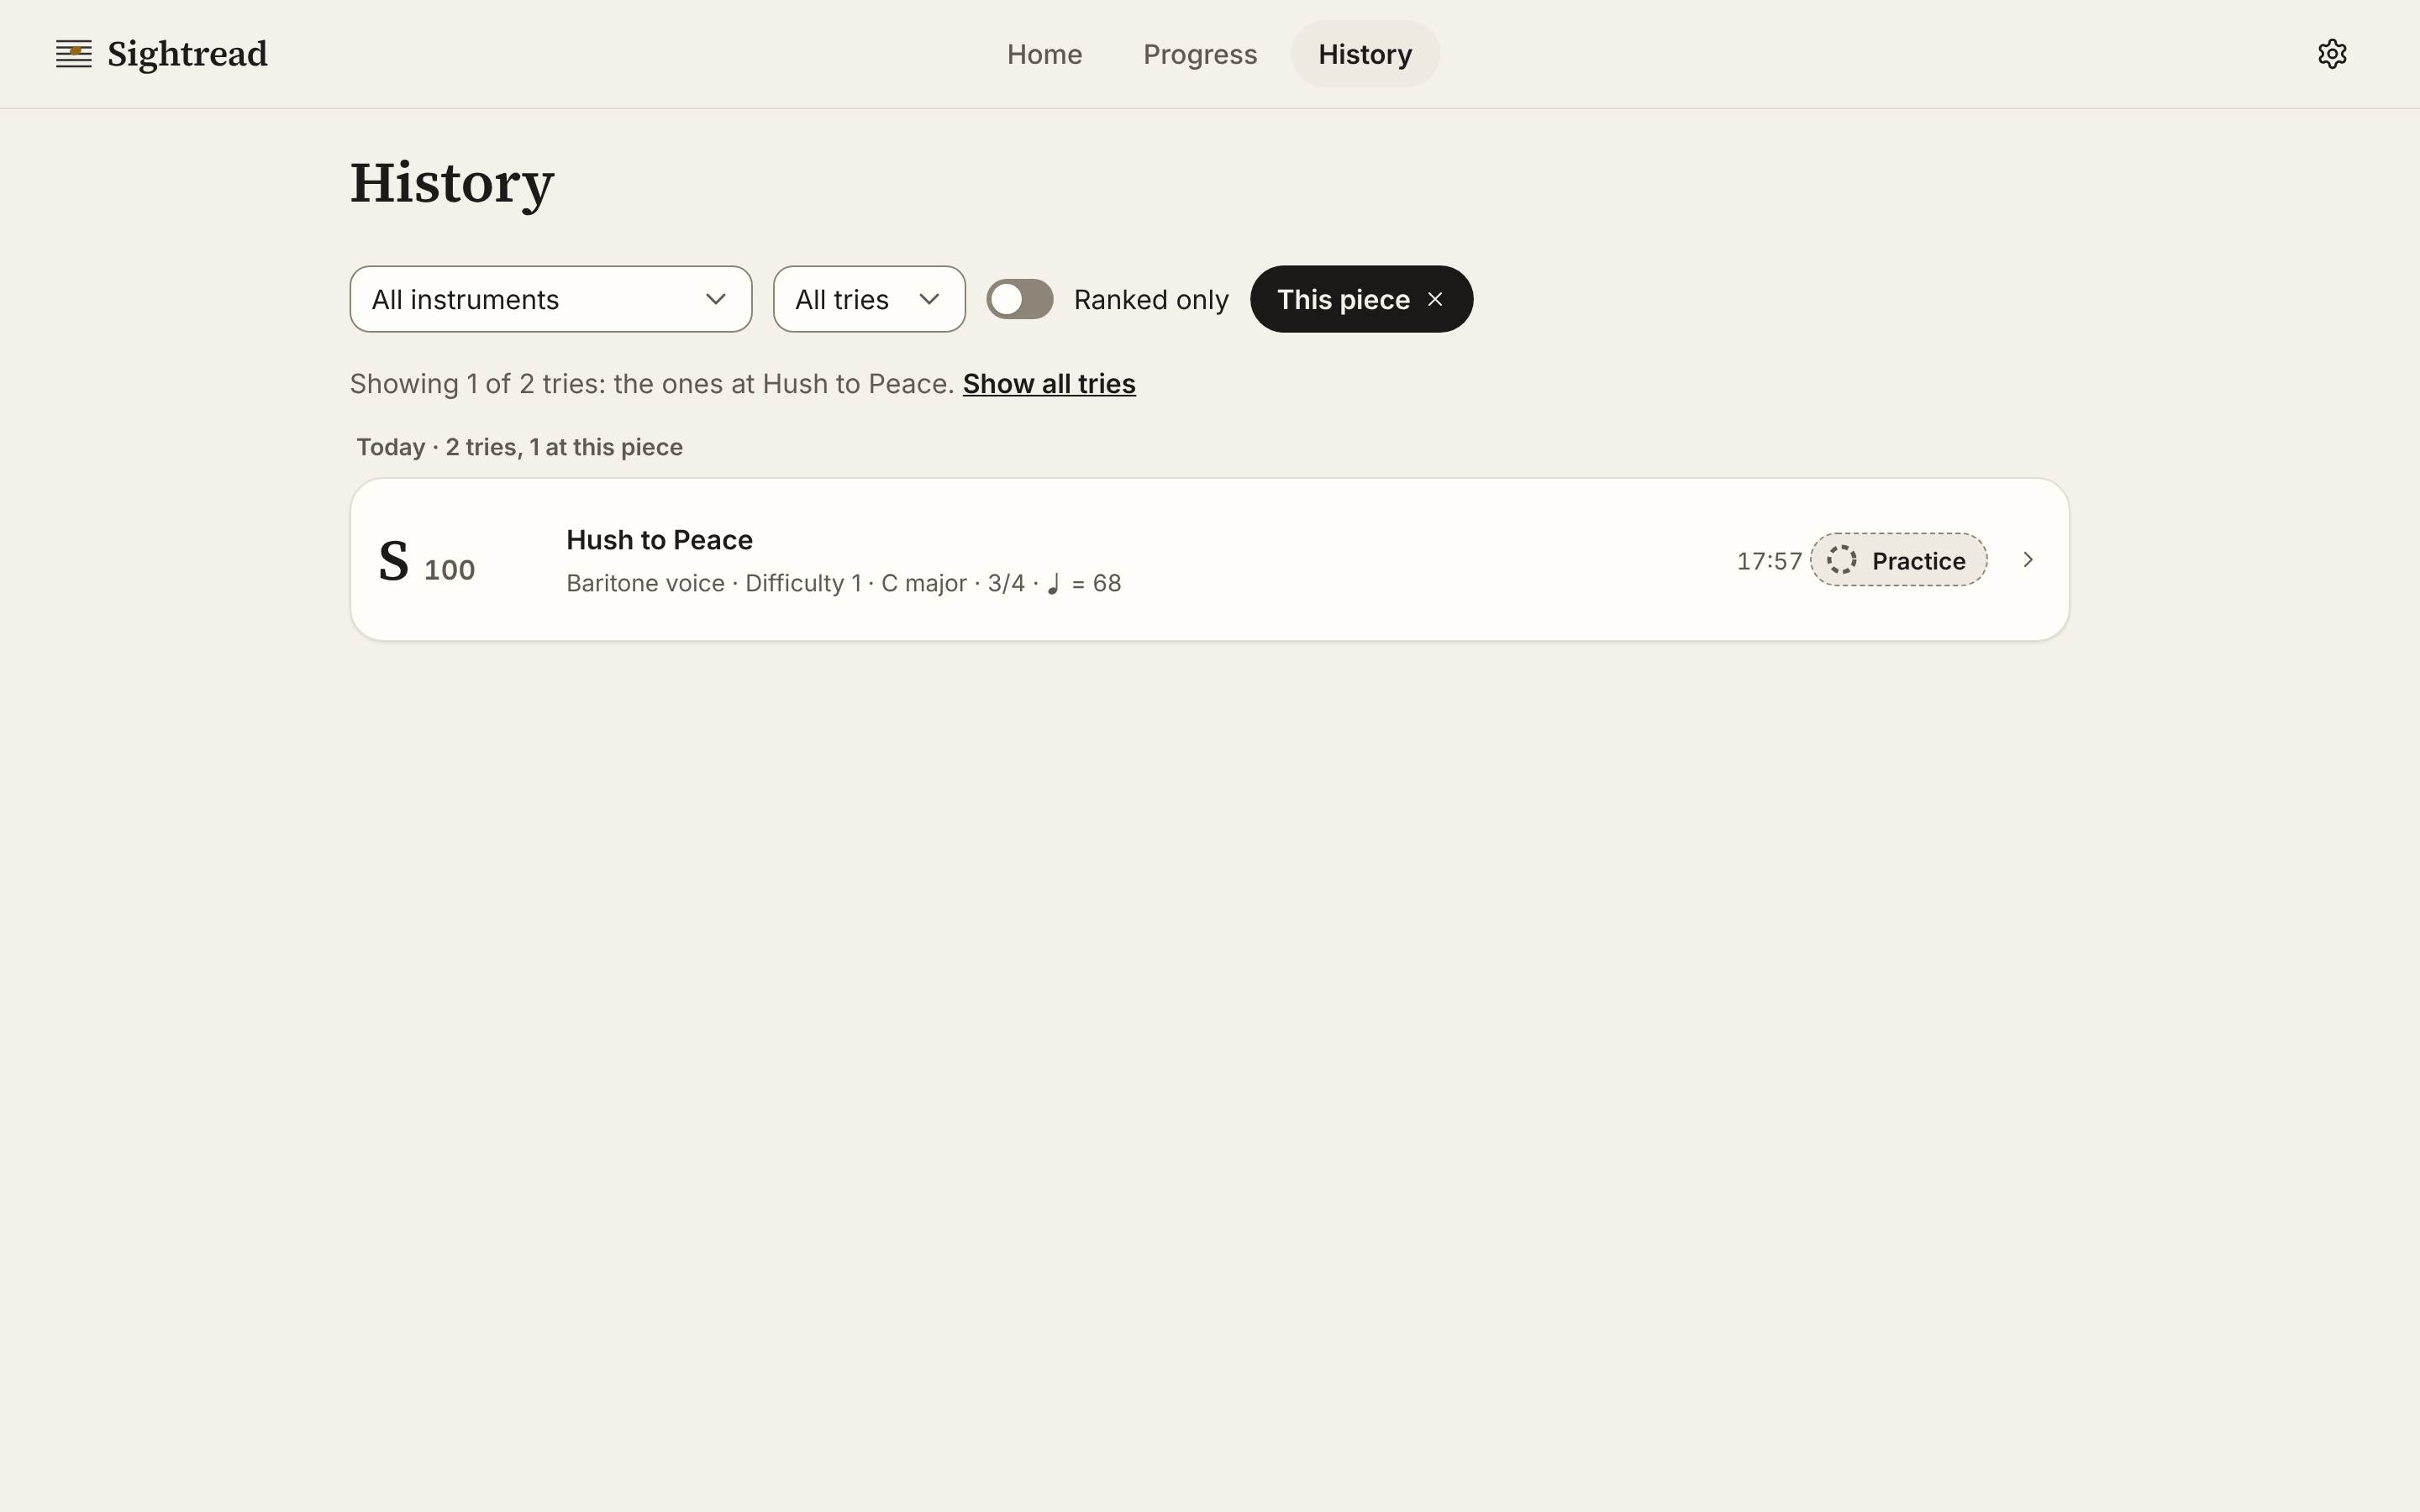 Sightread
Home Progress History
History
All instruments All tries Ranked only This piece
Showing 1 of 2 tries: the ones at Hush to Peace. Show all tries
Today · 2 tries, 1 at this piece
S 100
Hush to Peace
Baritone voice · Difficulty 1 · C major · 3/4 · ♩ = 68
17:57 Practice